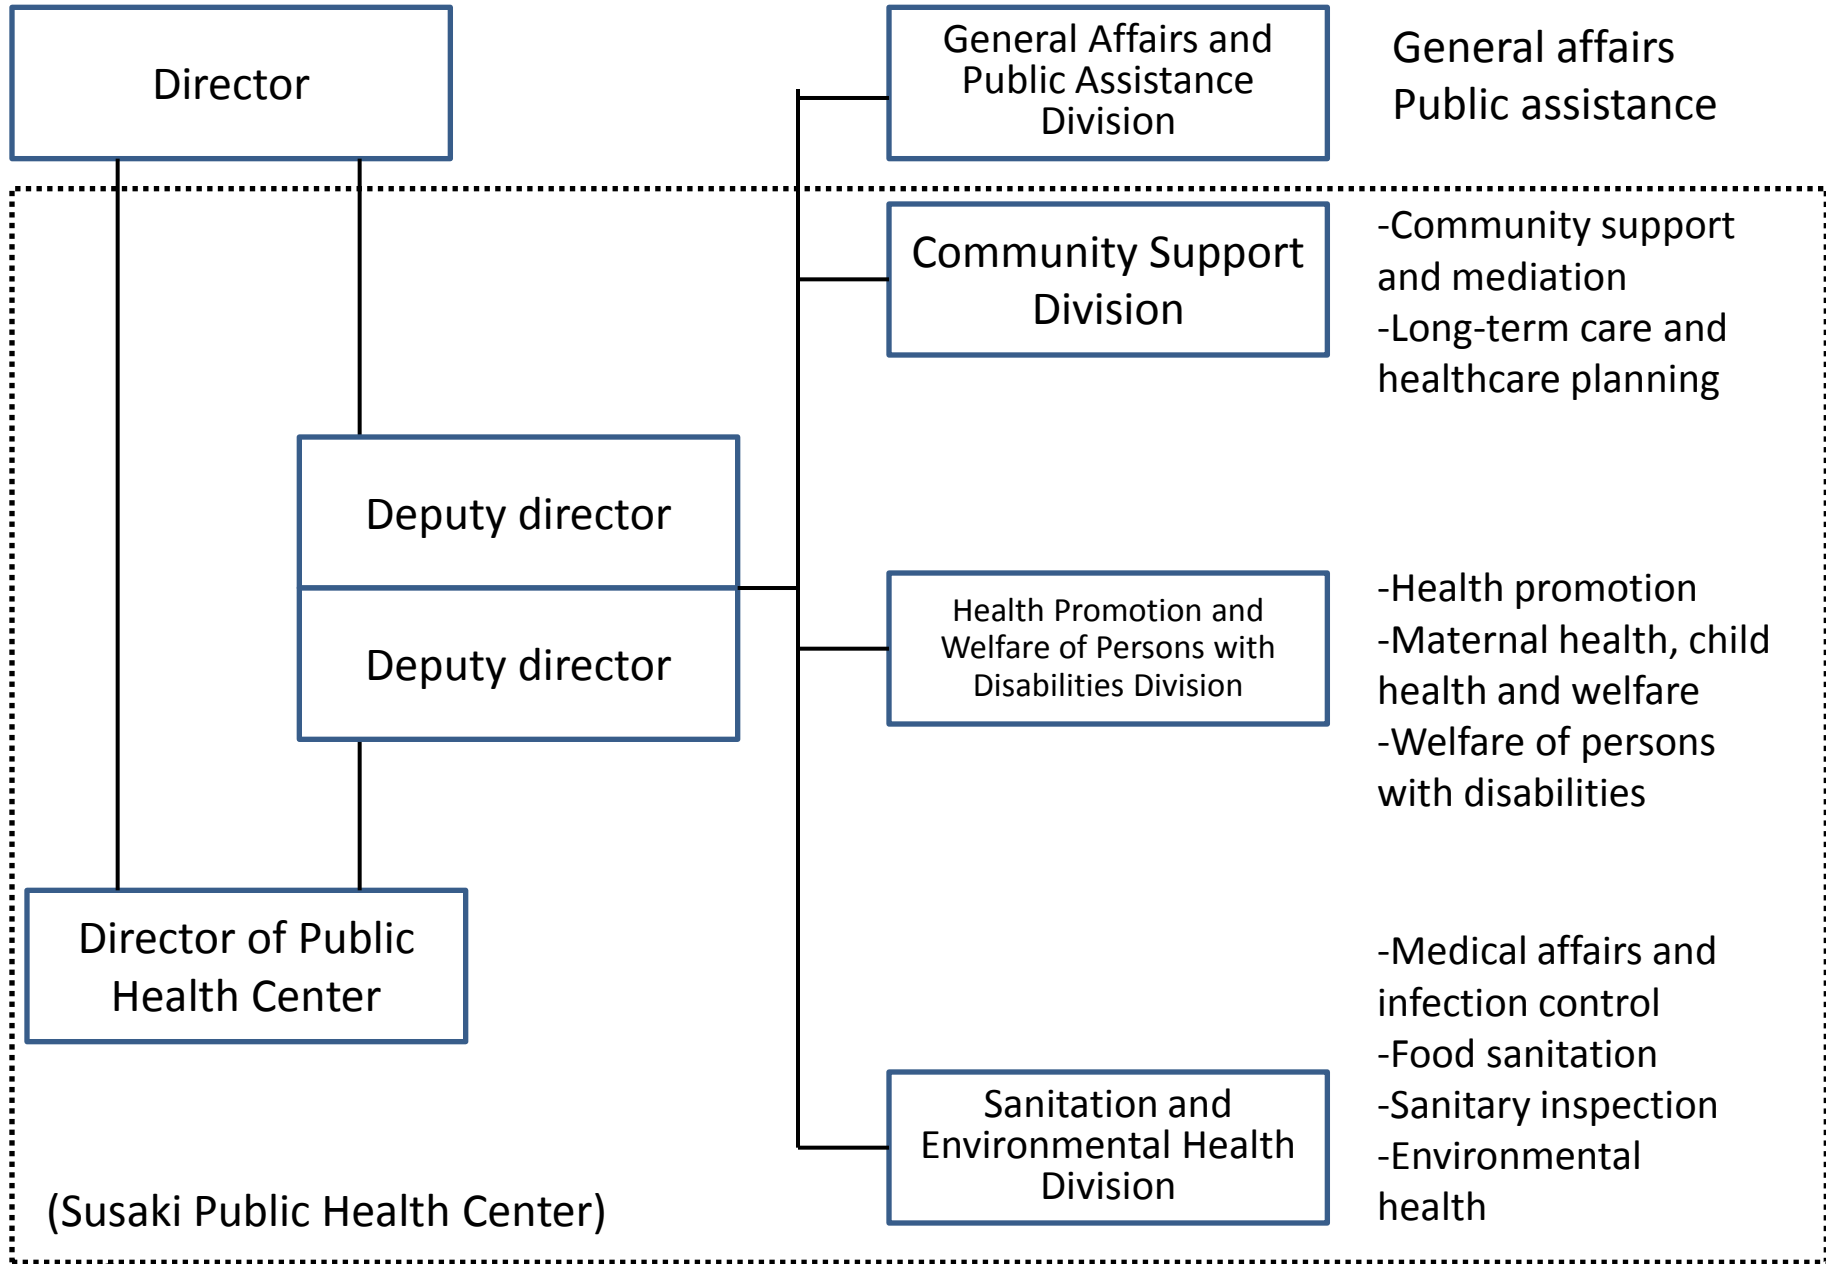 Director
General Affairs and
Public Assistance
Division
General affairs
Public assistance
Community Support
Division
-Community support
and mediation
-Long-term care and
healthcare planning
Deputy director
Deputy director
Health Promotion and
Welfare of Persons with
Disabilities Division
-Health promotion
-Maternal health, child
health and welfare
-Welfare of persons
with disabilities
Director of Public
Health Center
Sanitation and
Environmental Health
Division
-Medical affairs and
infection control
-Food sanitation
-Sanitary inspection
-Environmental
health
(Susaki Public Health Center)